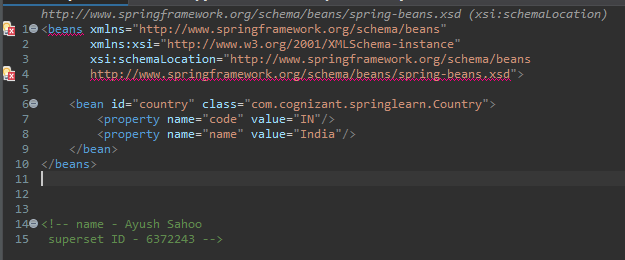 http://www.springframework.org/schema/beans/spring-beans.xsd (xsi:schemaLocation)
1 <beans xmlns="http://www.springframework.org/schema/beans"
2 xmlns:xsi="http://www.w3.org/2001/XMLSchema-instance"
3 xsi:schemaLocation="http://www.springframework.org/schema/beans
4 http://www.springframework.org/schema/beans/spring-beans.xsd">
5
6 <bean id="country" class="com.cognizant.springlearn.Country">
7 <property name="code" value="IN"/>
8 <property name="name" value="India"/>
9 </bean>
10 </beans>
11
12
13
14 <!-- name - Ayush Sahoo
15 superset ID - 6372243 -->